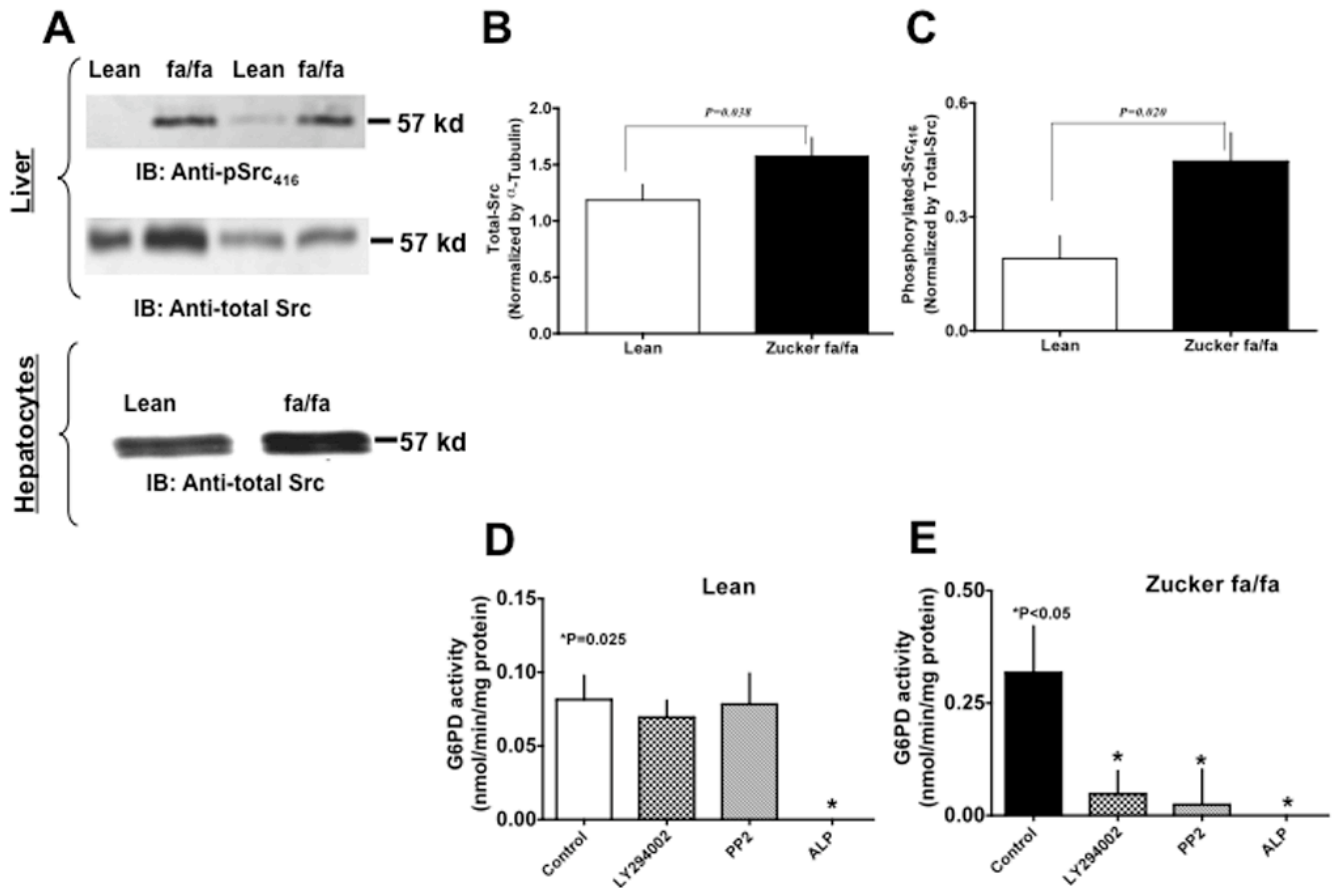 A
Lean fa/fa Lean fa/fa
57 kd
IB: Anti-pSrc416
57 kd
IB: Anti-total Src
Liver
Lean fa/fa
57 kd
IB: Anti-total Src
Hepatocytes
B
P=0.038
2.0
1.5
1.0
0.5
0.0
Total-Src
(Normalized by α-Tubulin)
Lean Zucker fa/fa
C
P=0.020
0.6
0.3
0.0
Phosphorylated-Src416
(Normalized by Total-Src)
Lean Zucker fa/fa
D
Lean
0.15
0.10
0.05
0.00
*P=0.025
*
G6PD activity
(nmol/min/mg protein)
Control LY294002 PP2 ALP
E
Zucker fa/fa
0.50
0.25
0.00
*P<0.05
* * *
G6PD activity
(nmol/min/mg protein)
Control LY294002 PP2 ALP